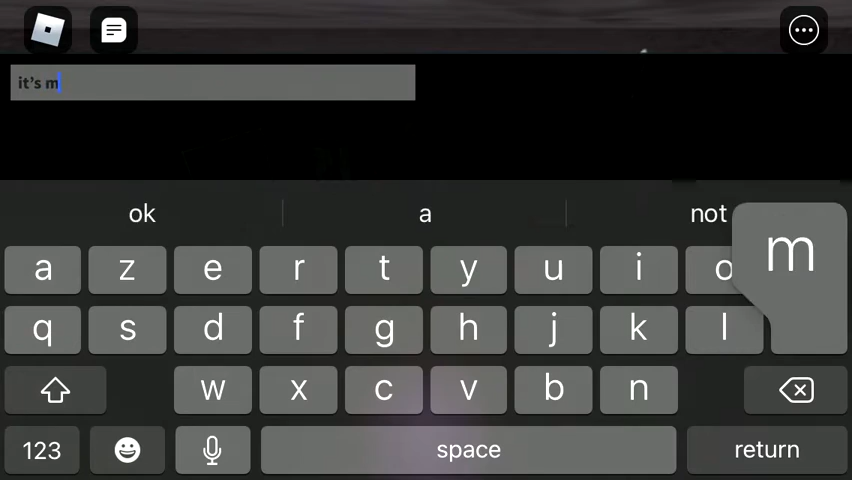 it's m
ok a not
m
a z e r t y u i o
q s d f g h j k l
w x c v b n
123 space return